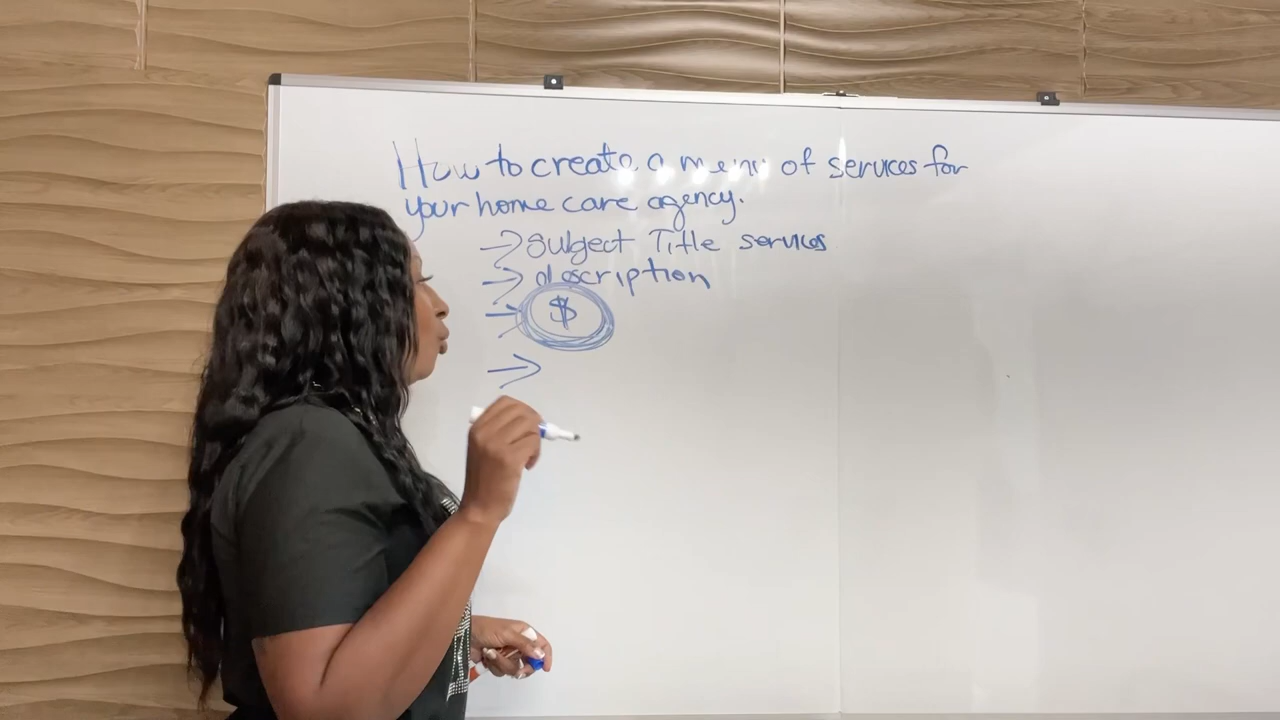 How to create a menu of services for
your home care agency.
→ Subject Title services
→ description
→ $
→